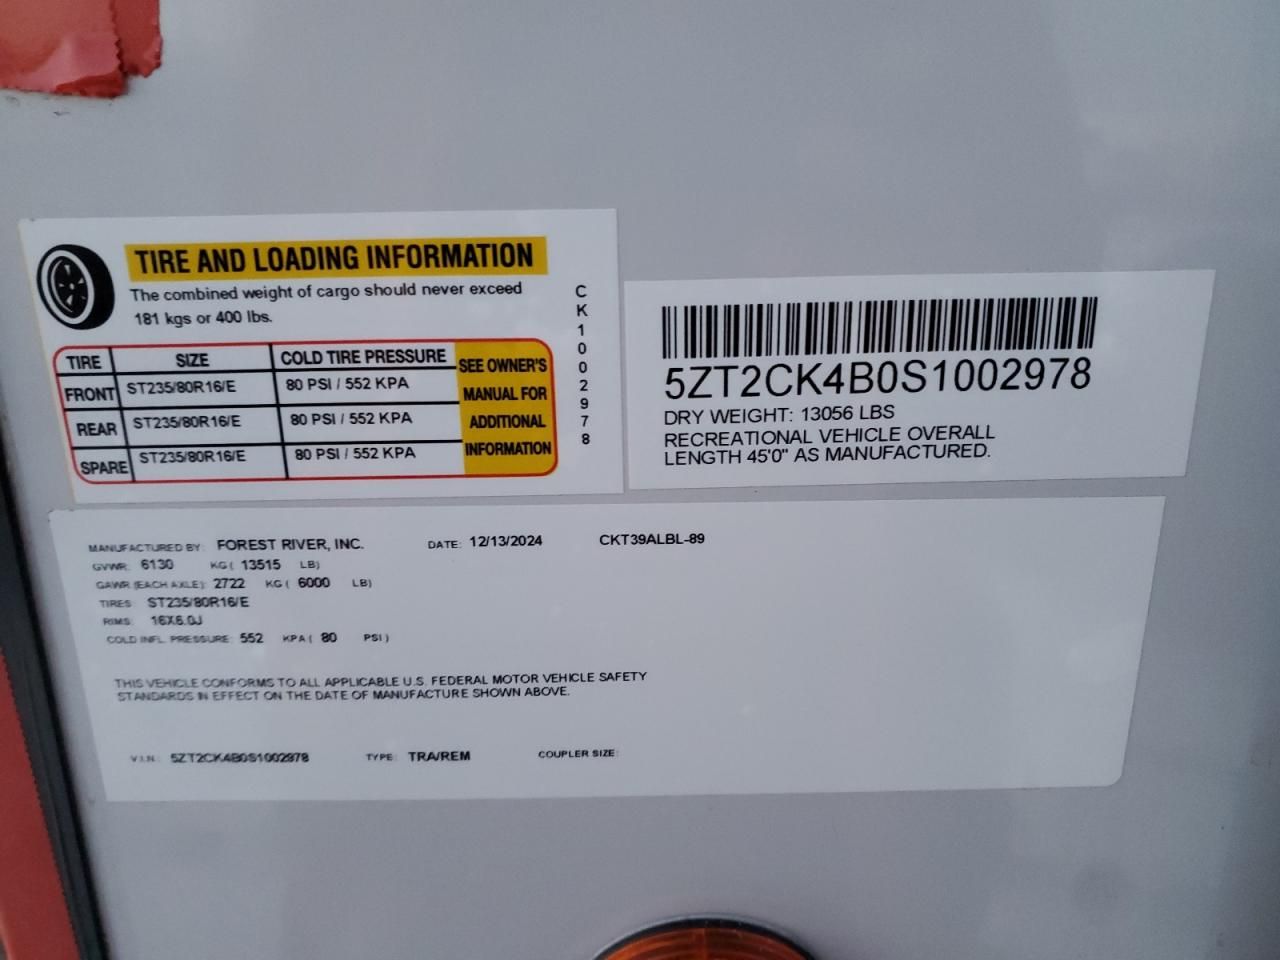 TIRE AND LOADING INFORMATION
The combined weight of cargo should never exceed
181 kgs or 400 lbs.
TIRE SIZE COLD TIRE PRESSURE
FRONT ST235/80R16/E 80 PSI / 552 KPA
REAR ST235/80R16/E 80 PSI / 552 KPA
SPARE ST235/80R16/E 80 PSI / 552 KPA
SEE OWNER'S
MANUAL FOR
ADDITIONAL
INFORMATION
CK1002978
5ZT2CK4B0S1002978
DRY WEIGHT: 13056 LBS
RECREATIONAL VEHICLE OVERALL
LENGTH 45'0" AS MANUFACTURED.
MANUFACTURED BY: FOREST RIVER, INC. DATE: 12/13/2024 CKT39ALBL-89
GVWR: 6130 KG ( 13515 LB)
GAWR (EACH AXLE): 2722 KG ( 6000 LB)
TIRES: ST235/80R16/E
RIMS: 16X6.0J
COLD INFL. PRESSURE: 552 KPA ( 80 PSI )
THIS VEHICLE CONFORMS TO ALL APPLICABLE U.S. FEDERAL MOTOR VEHICLE SAFETY
STANDARDS IN EFFECT ON THE DATE OF MANUFACTURE SHOWN ABOVE.
V.I.N.: 5ZT2CK4B0S1002978 TYPE: TRA/REM COUPLER SIZE: